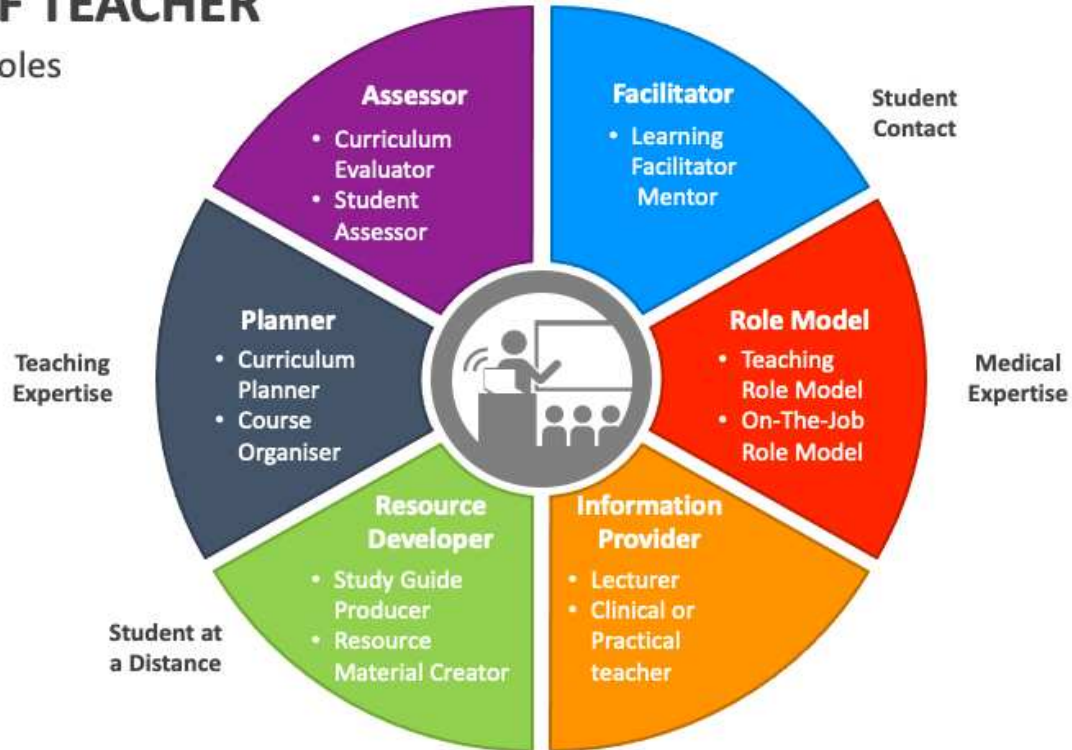 F TEACHER
oles
Assessor
• Curriculum
Evaluator
• Student
Assessor
Facilitator
• Learning
Facilitator
Mentor
Student
Contact
Planner
• Curriculum
Planner
• Course
Organiser
Role Model
• Teaching
Role Model
• On-The-Job
Role Model
Teaching
Expertise
Medical
Expertise
Resource
Developer
• Study Guide
Producer
• Resource
Material Creator
Information
Provider
• Lecturer
• Clinical or
Practical
teacher
Student at
a Distance